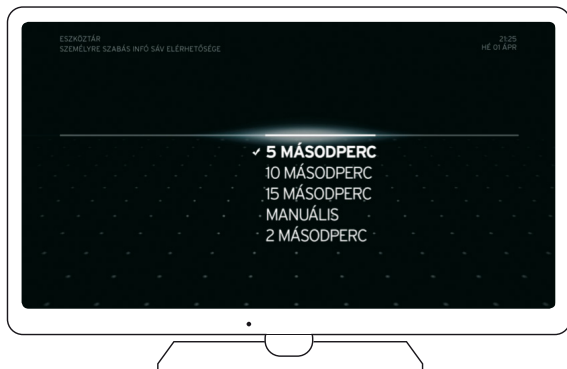 ESZKÖZTÁR
SZEMÉLYRE SZABÁS INFÓ SÁV ELÉRHETŐSÉGE
21:25
HÉ 01 ÁPR
✓ 5 MÁSODPERC
10 MÁSODPERC
15 MÁSODPERC
MANUÁLIS
2 MÁSODPERC